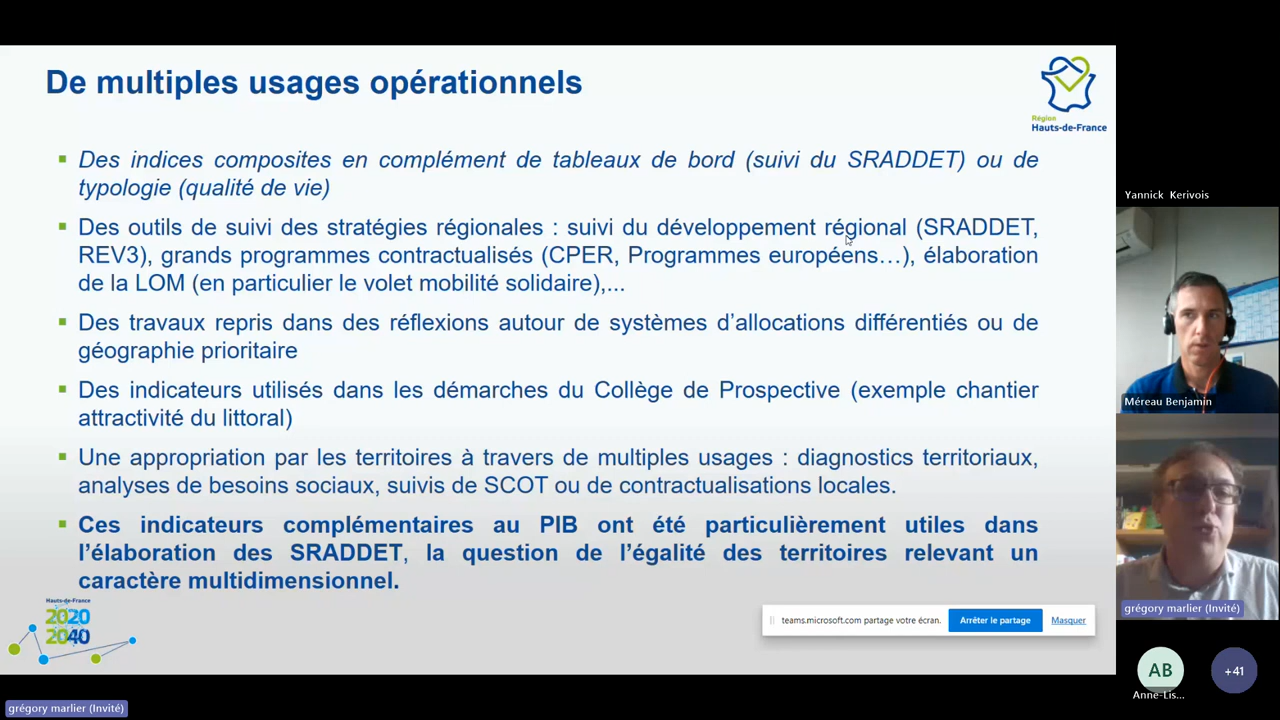 De multiples usages opérationnels
Région
Hauts-de-France
Des indices composites en complément de tableaux de bord (suivi du SRADDET) ou de
typologie (qualité de vie)
Des outils de suivi des stratégies régionales : suivi du développement régional (SRADDET,
REV3), grands programmes contractualisés (CPER, Programmes européens…), élaboration
de la LOM (en particulier le volet mobilité solidaire),...
Des travaux repris dans des réflexions autour de systèmes d’allocations différentiés ou de
géographie prioritaire
Des indicateurs utilisés dans les démarches du Collège de Prospective (exemple chantier
attractivité du littoral)
Une appropriation par les territoires à travers de multiples usages : diagnostics territoriaux,
analyses de besoins sociaux, suivis de SCOT ou de contractualisations locales.
Ces indicateurs complémentaires au PIB ont été particulièrement utiles dans
l’élaboration des SRADDET, la question de l’égalité des territoires relevant un
caractère multidimensionnel.
Hauts-de-France
2020
2040
teams.microsoft.com partage votre écran.
Arrêter le partage
Masquer
Yannick Kerivois
Méreau Benjamin
grégory marlier (Invité)
AB
+41
Anne-Lis...
grégory marlier (Invité)